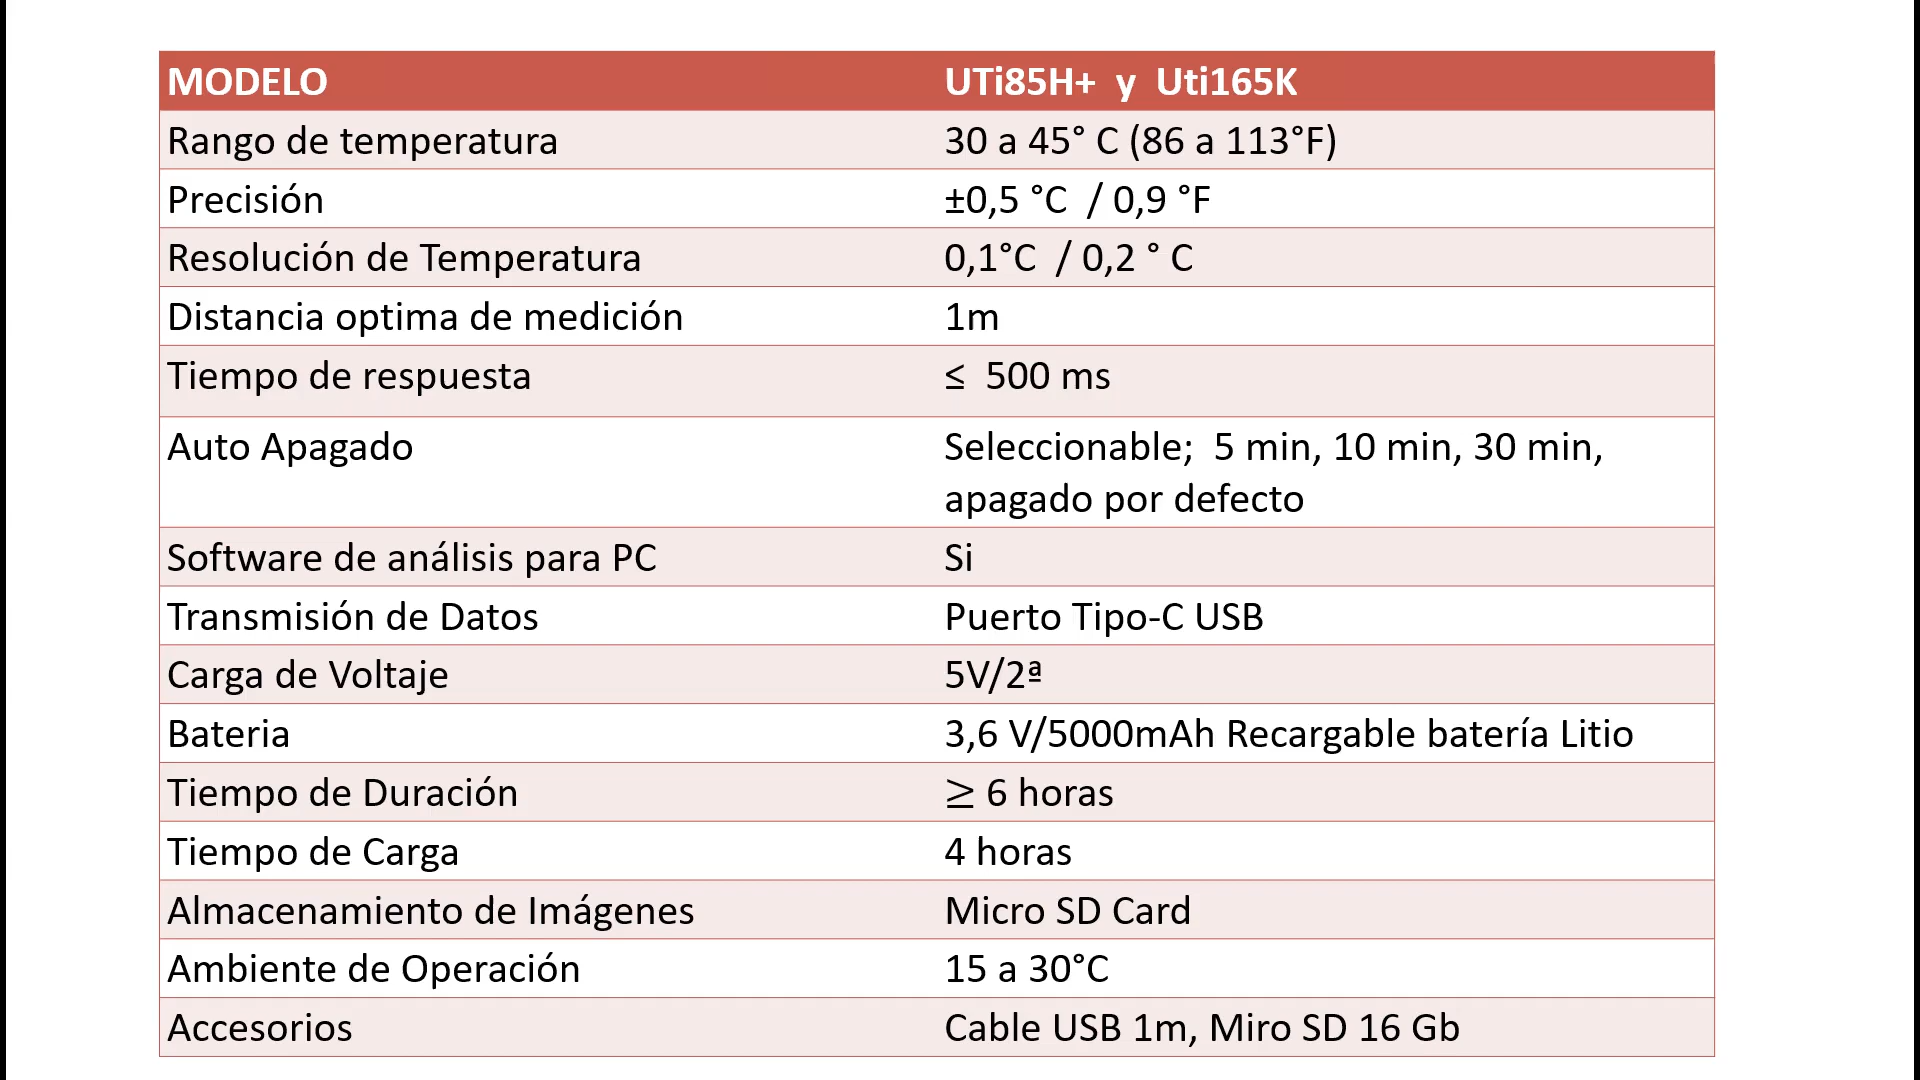 MODELO UTi85H+ y Uti165K
Rango de temperatura 30 a 45° C (86 a 113°F)
Precisión ±0,5 °C / 0,9 °F
Resolución de Temperatura 0,1°C / 0,2 ° C
Distancia optima de medición 1m
Tiempo de respuesta ≤ 500 ms
Auto Apagado Seleccionable; 5 min, 10 min, 30 min,
apagado por defecto
Software de análisis para PC Si
Transmisión de Datos Puerto Tipo-C USB
Carga de Voltaje 5V/2ª
Bateria 3,6 V/5000mAh Recargable batería Litio
Tiempo de Duración ≥ 6 horas
Tiempo de Carga 4 horas
Almacenamiento de Imágenes Micro SD Card
Ambiente de Operación 15 a 30°C
Accesorios Cable USB 1m, Miro SD 16 Gb